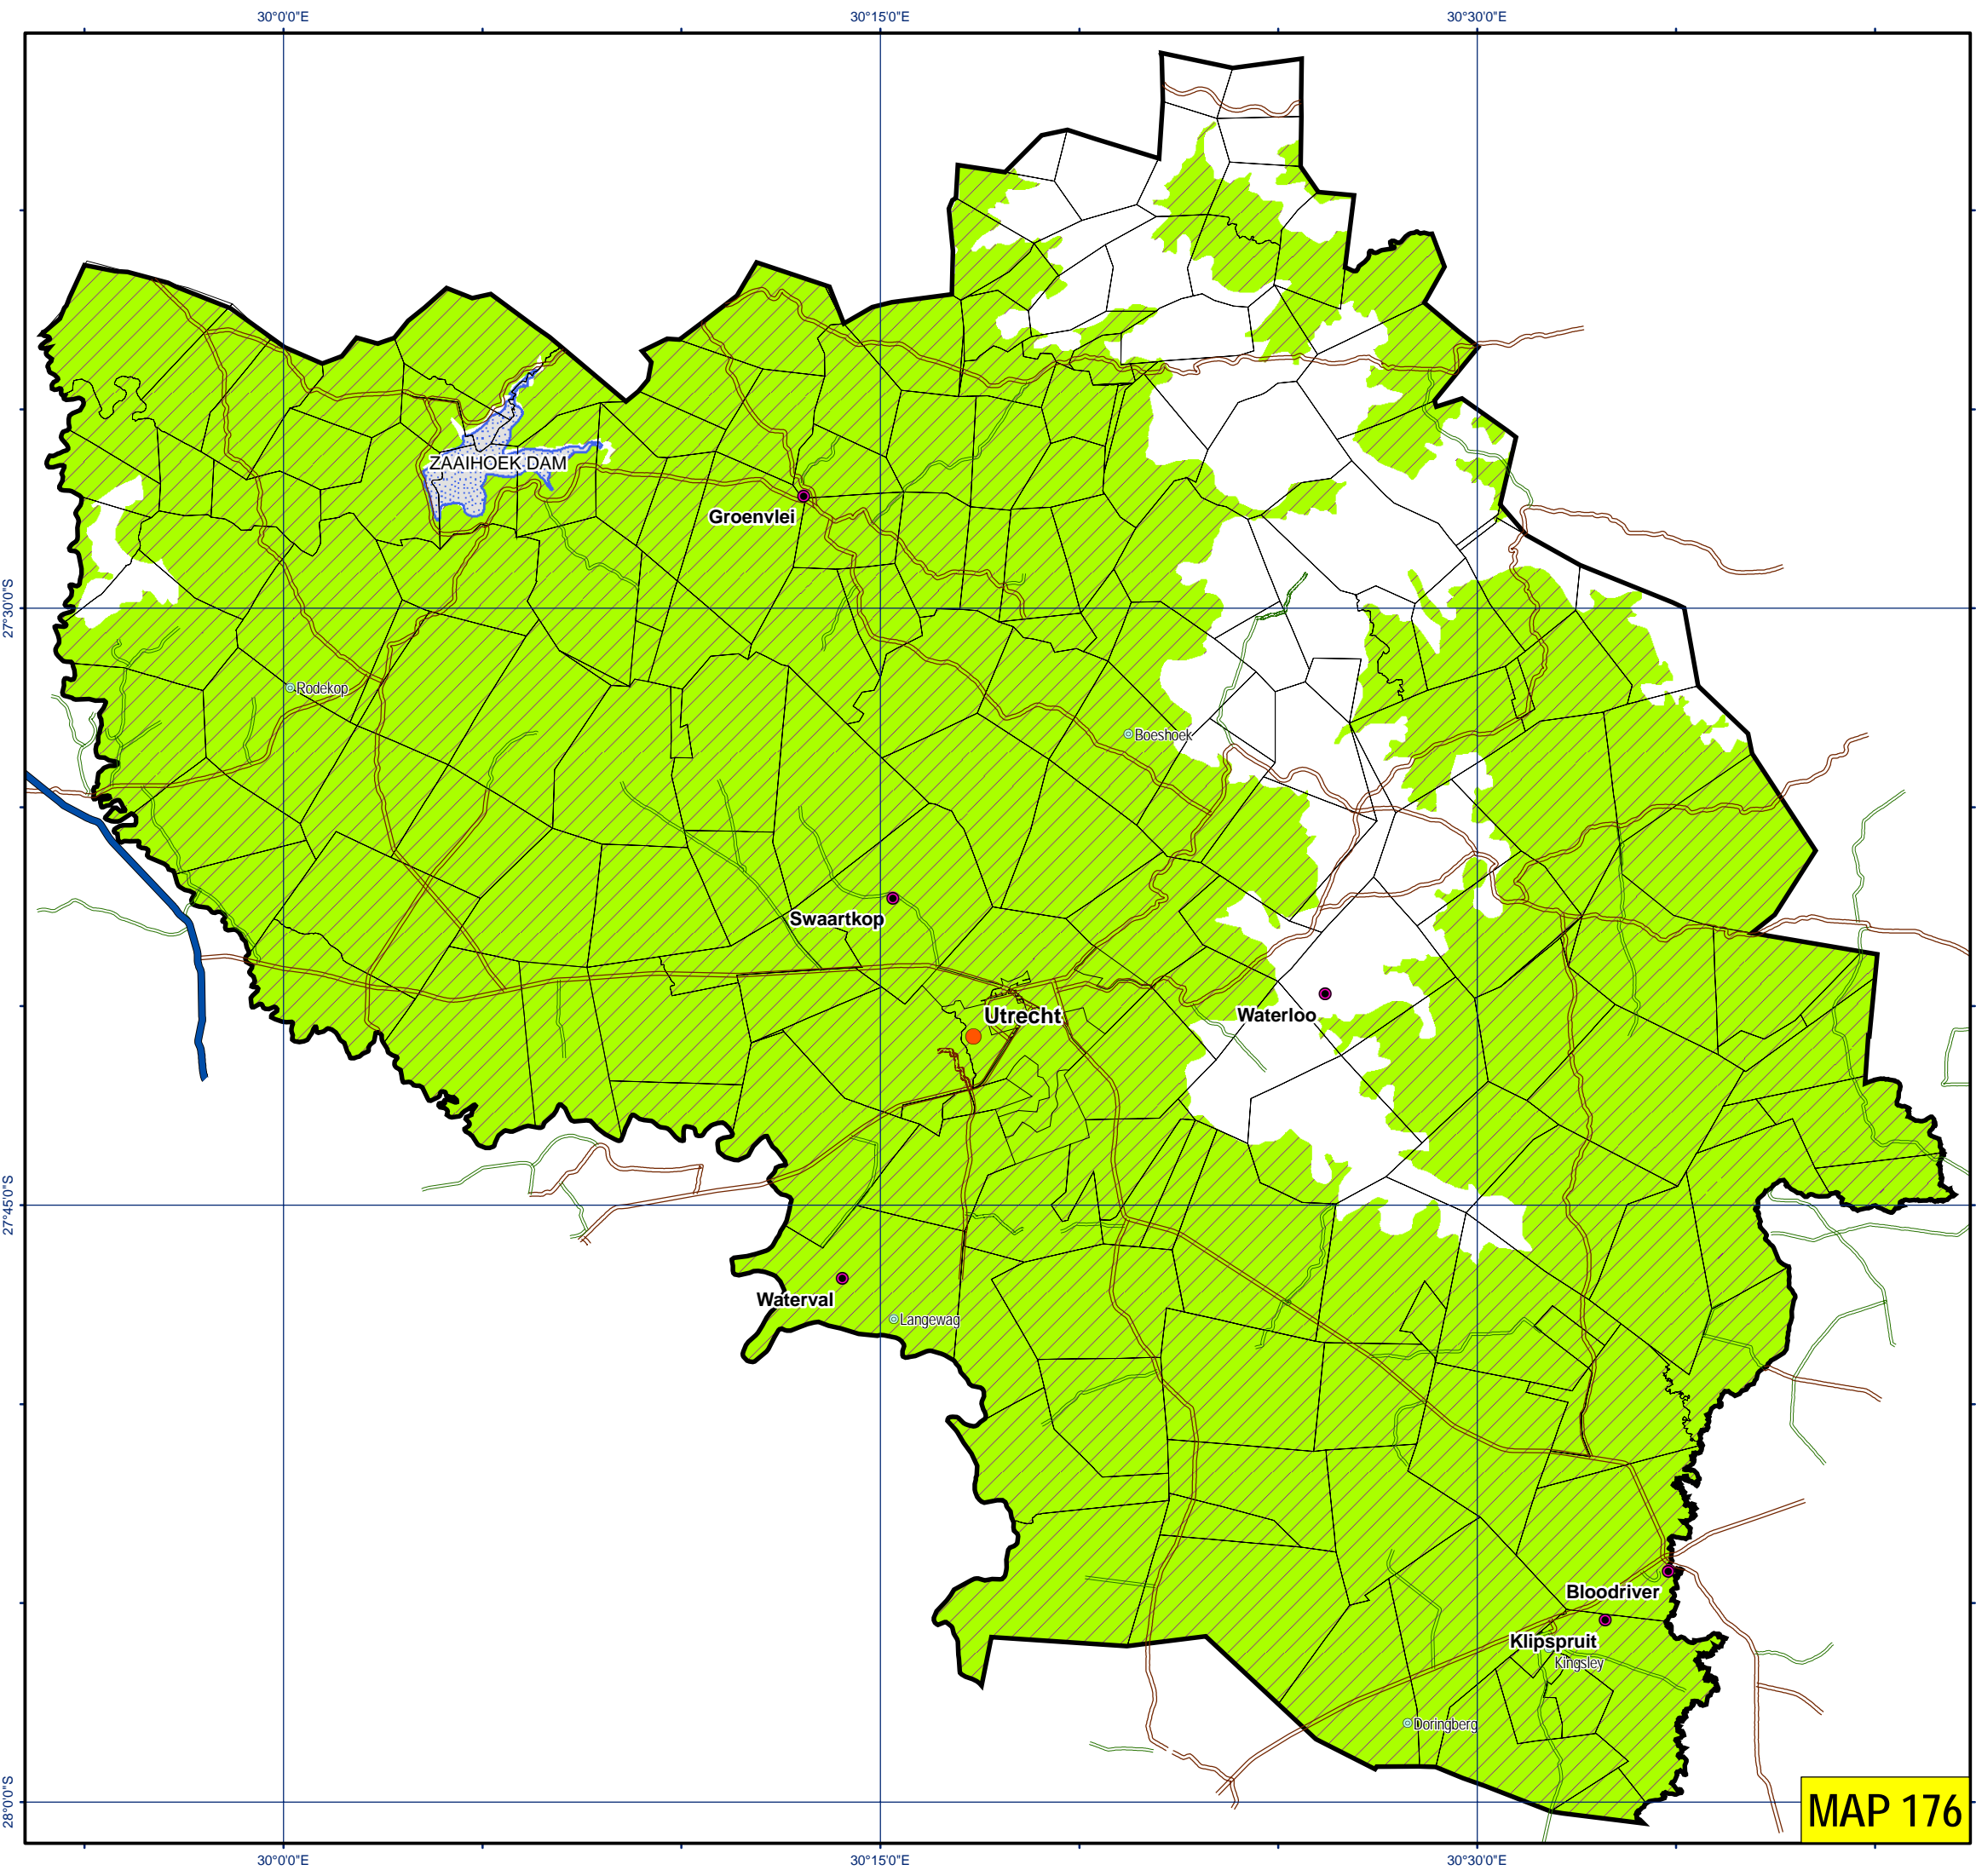 30°0'0"E
30°15'0"E
30°30'0"E
ZAAIHOEK DAM
Groenvlei
27°30'0"S
Rodekop
Boeshoek
Swaartkop
Utrecht
Waterloo
27°45'0"S
Waterval
Langewag
Bloodriver
Klipspruit
Kingsley
Doringberg
28°0'0"S
MAP 176
30°0'0"E
30°15'0"E
30°30'0"E